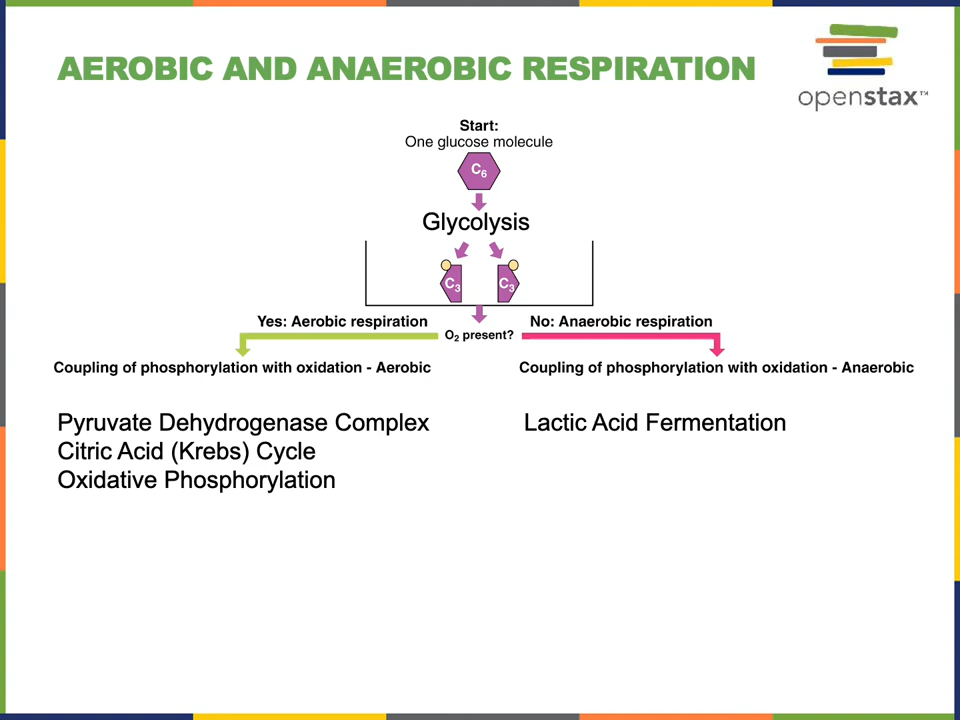 AEROBIC AND ANAEROBIC RESPIRATION
openstax™
Start:
One glucose molecule
C6
Glycolysis
C3 C3
Yes: Aerobic respiration
O2 present?
No: Anaerobic respiration
Coupling of phosphorylation with oxidation - Aerobic
Coupling of phosphorylation with oxidation - Anaerobic
Pyruvate Dehydrogenase Complex
Citric Acid (Krebs) Cycle
Oxidative Phosphorylation
Lactic Acid Fermentation